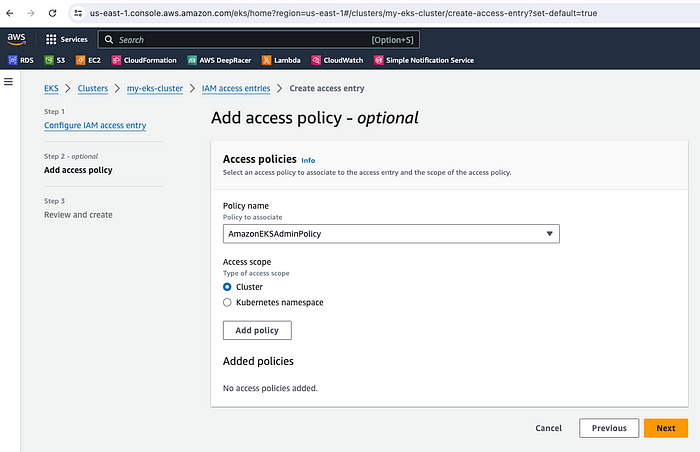 us-east-1.console.aws.amazon.com/eks/home?region=us-east-1#/clusters/my-eks-cluster/create-access-entry?set-default=true
aws Services Search [Option+S]
RDS S3 EC2 CloudFormation AWS DeepRacer Lambda CloudWatch Simple Notification Service
EKS > Clusters > my-eks-cluster > IAM access entries > Create access entry
Step 1
Configure IAM access entry
Step 2 - optional
Add access policy
Step 3
Review and create
Add access policy - optional
Access policies Info
Select an access policy to associate to the access entry and the scope of the access policy.
Policy name
Policy to associate
AmazonEKSAdminPolicy
Access scope
Type of access scope
Cluster
Kubernetes namespace
Add policy
Added policies
No access policies added.
Cancel Previous Next